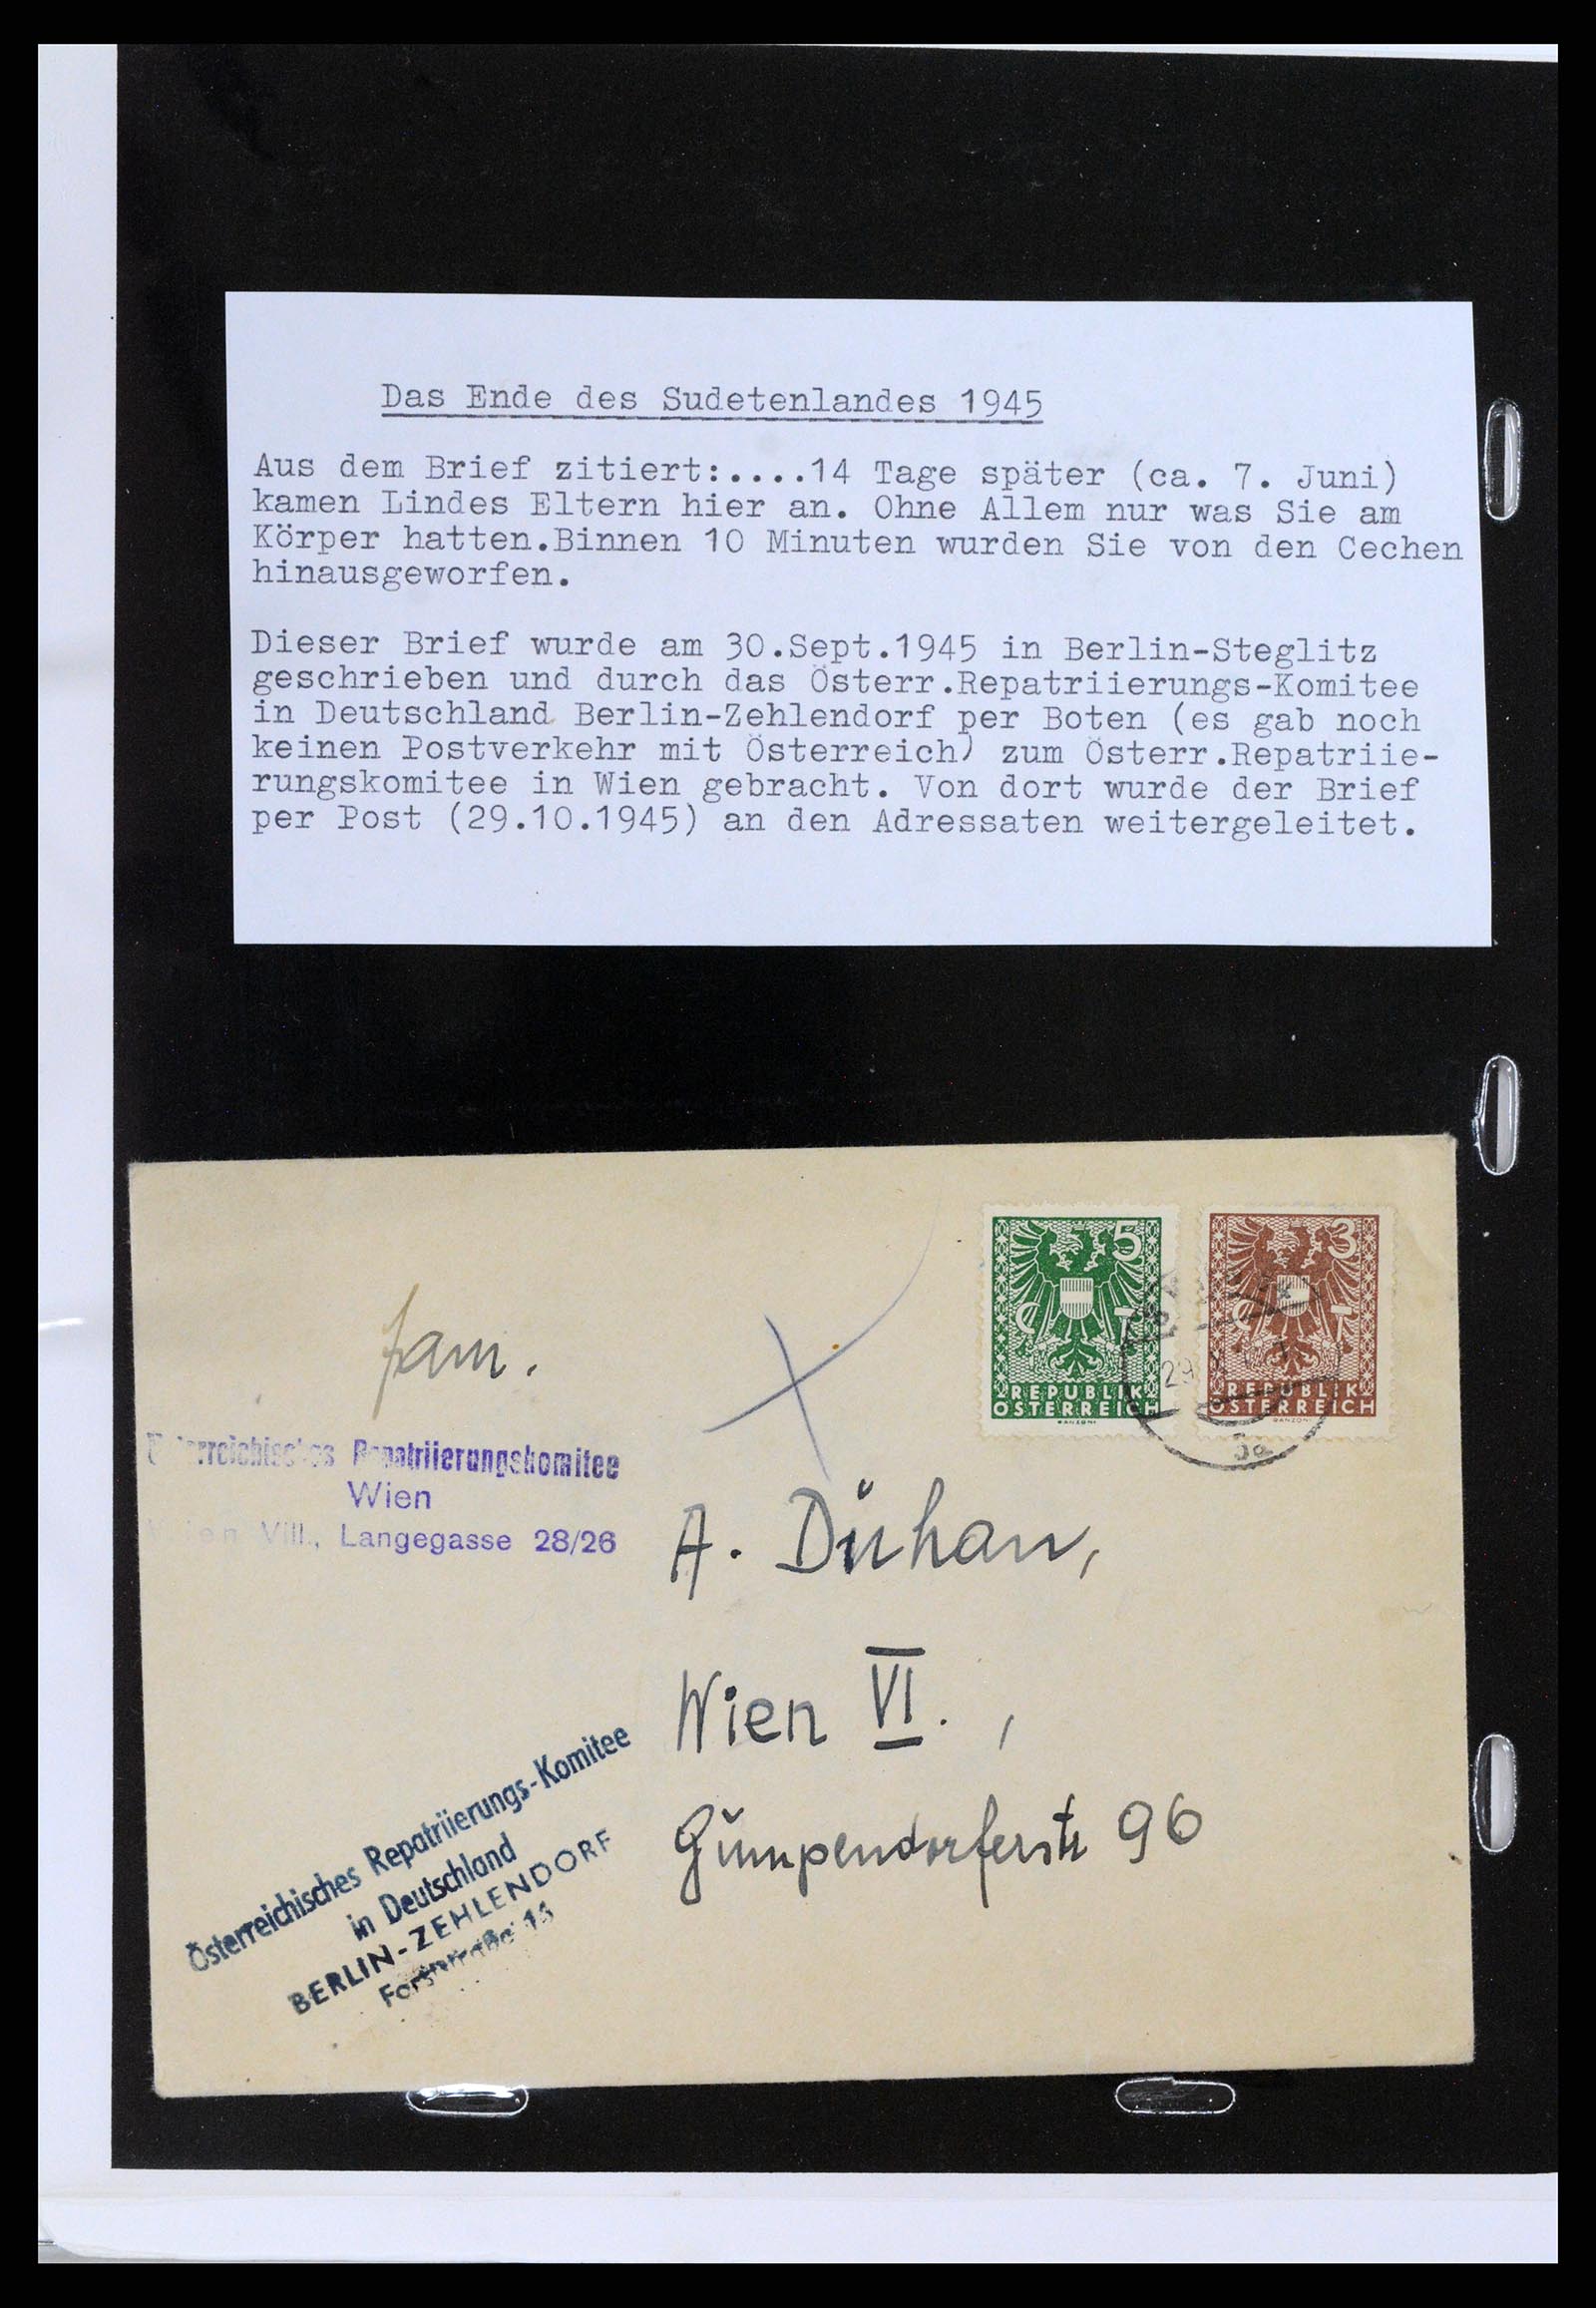 Das Ende des Sudetenlandes 1945
Aus dem Brief zitiert:....14 Tage später (ca. 7. Juni)
kamen Lindes Eltern hier an. Ohne Allem nur was Sie am
Körper hatten.Binnen 10 Minuten wurden Sie von den Cechen
hinausgeworfen.
Dieser Brief wurde am 30.Sept.1945 in Berlin-Steglitz
geschrieben und durch das Österr.Repatriierungs-Komitee
in Deutschland Berlin-Zehlendorf per Boten (es gab noch
keinen Postverkehr mit Österreich) zum Österr.Repatriie-
rungskomitee in Wien gebracht. Von dort wurde der Brief
per Post (29.10.1945) an den Adressaten weitergeleitet.
5
REPUBLIK
ÖSTERREICH
3
REPUBLIK
ÖSTERREICH
29
3a
Fam.
Österreichisches Repatriierungskomitee
Wien
Wien VIII., Langegasse 28/26
A. Dühan,
Wien VI. ,
Gumpendorferstr 96
Österreichisches Repatriierungs-Komitee
in Deutschland
BERLIN-ZEHLENDORF